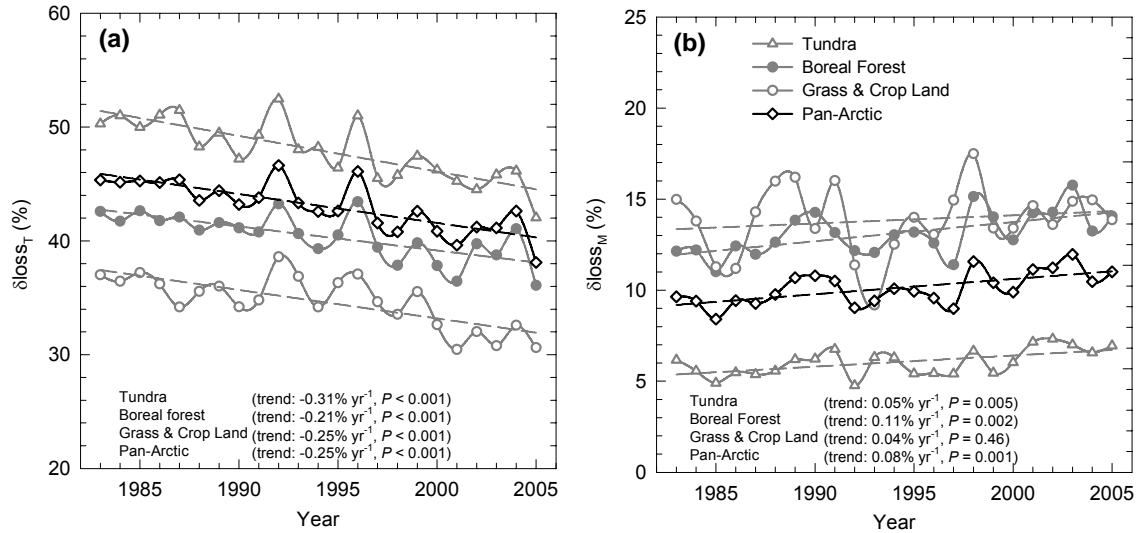 (a)
60
50
40
30
20
δloss_T (%)
1985 1990 1995 2000 2005
Year
Tundra (trend: -0.31% yr⁻¹, P < 0.001)
Boreal forest (trend: -0.21% yr⁻¹, P < 0.001)
Grass & Crop Land (trend: -0.25% yr⁻¹, P < 0.001)
Pan-Arctic (trend: -0.25% yr⁻¹, P < 0.001)
(b)
25
20
15
10
5
0
δloss_M (%)
1985 1990 1995 2000 2005
Year
Tundra
Boreal Forest
Grass & Crop Land
Pan-Arctic
Tundra (trend: 0.05% yr⁻¹, P = 0.005)
Boreal Forest (trend: 0.11% yr⁻¹, P = 0.002)
Grass & Crop Land (trend: 0.04% yr⁻¹, P = 0.46)
Pan-Arctic (trend: 0.08% yr⁻¹, P = 0.001)